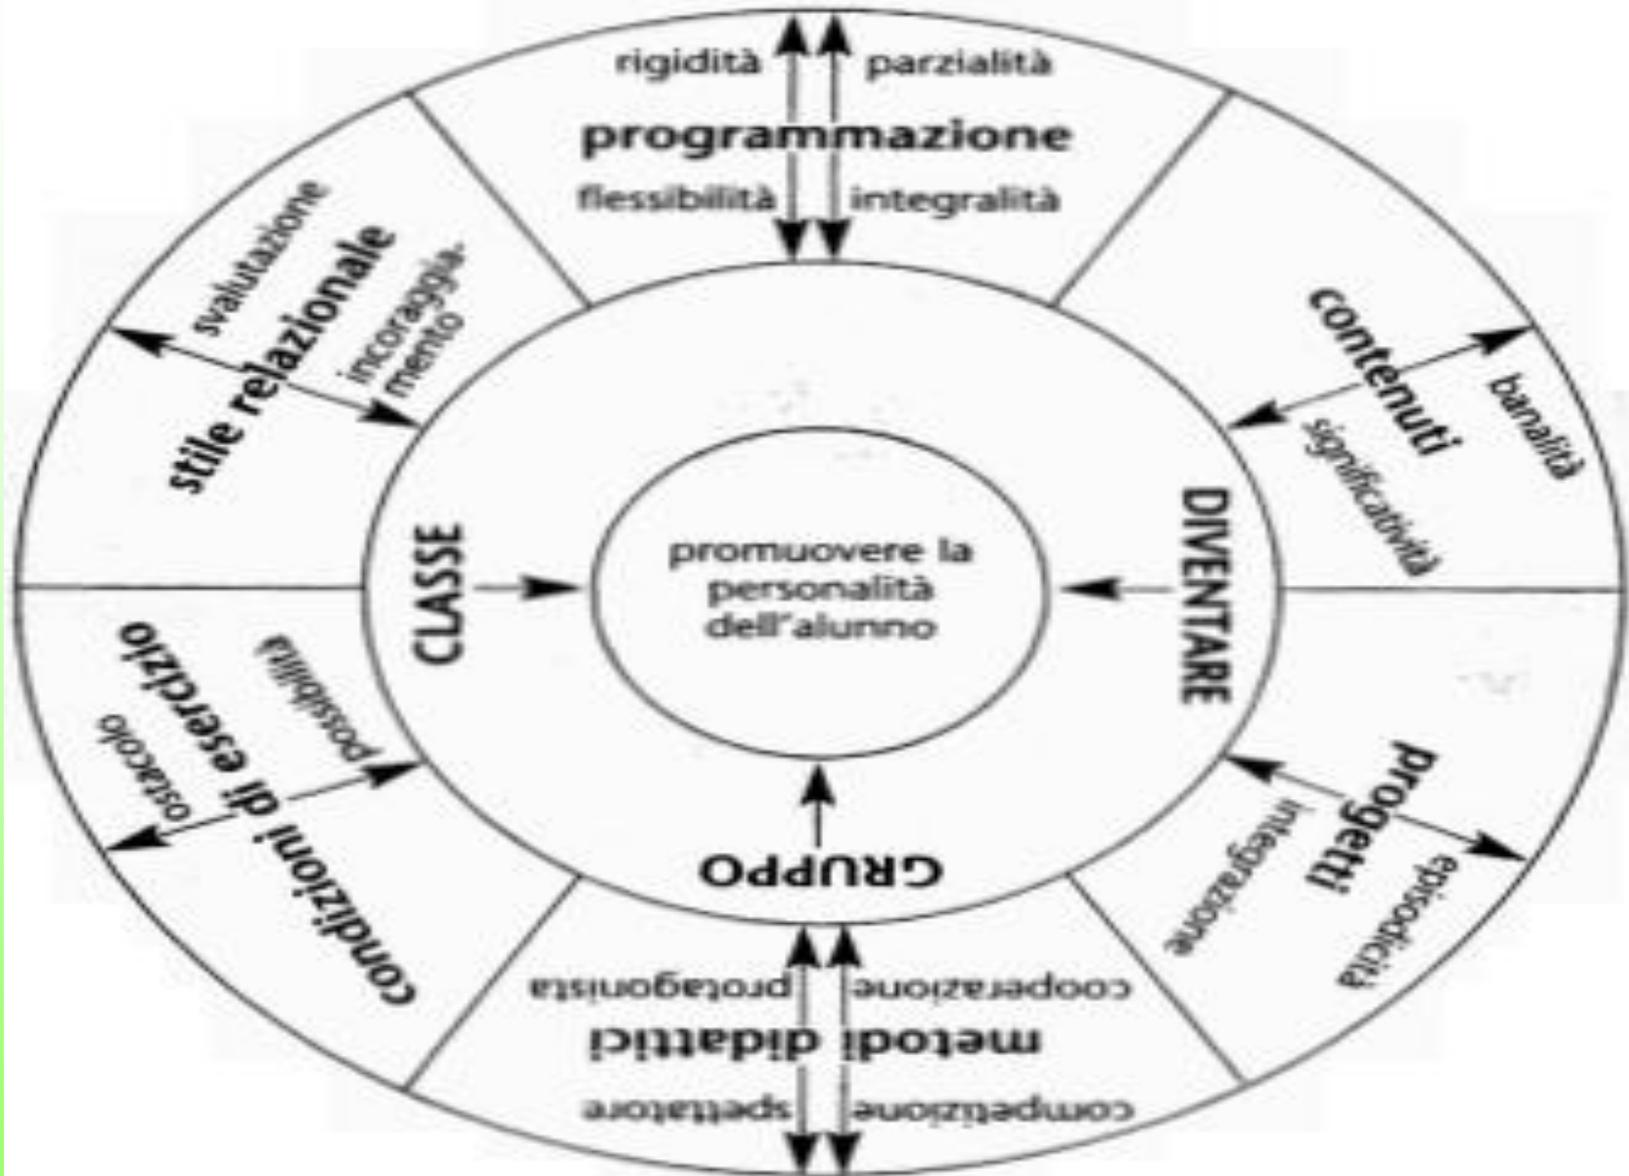 rigidità
parzialità
programmazione
flessibilità
integralità
contenuti
banalità
significatività
progetti
integrazione
episodicità
cooperazione
protagonista
metodi didattici
competizione
spettatore
possibilità
condizioni di esercizio
ostacolo
svalutazione
stile relazionale
incoraggia-
mento
CLASSE
DIVENTARE
GRUPPO
promuovere la
personalità
dell'alunno